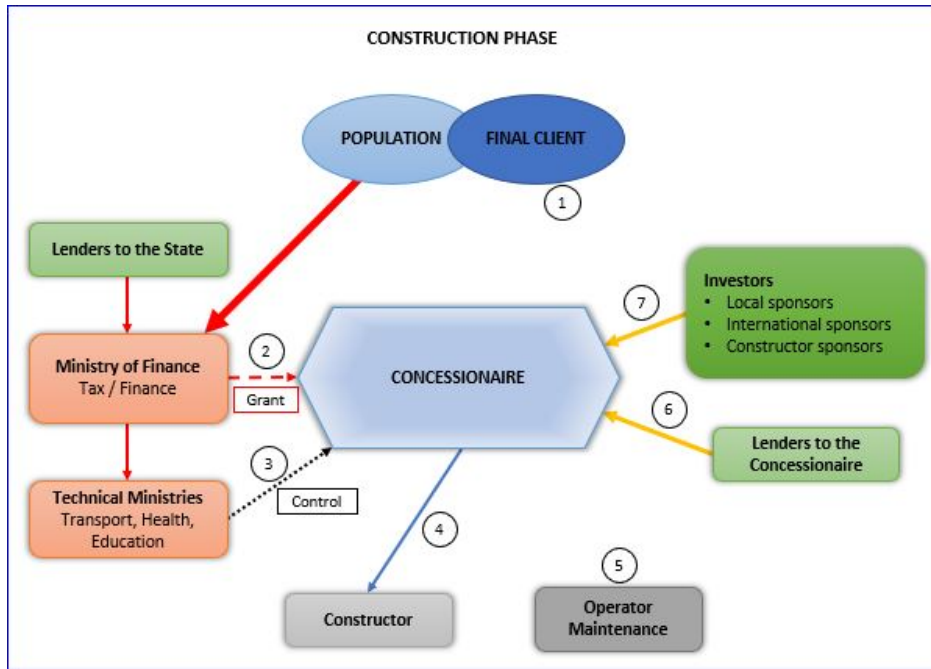 CONSTRUCTION PHASE
POPULATION
FINAL CLIENT
1
Lenders to the State
Investors
• Local sponsors
• International sponsors
• Constructor sponsors
7
Ministry of Finance
Tax / Finance
2
Grant
CONCESSIONAIRE
6
Lenders to the
Concessionaire
Technical Ministries
Transport, Health,
Education
3
Control
4
5
Constructor
Operator
Maintenance